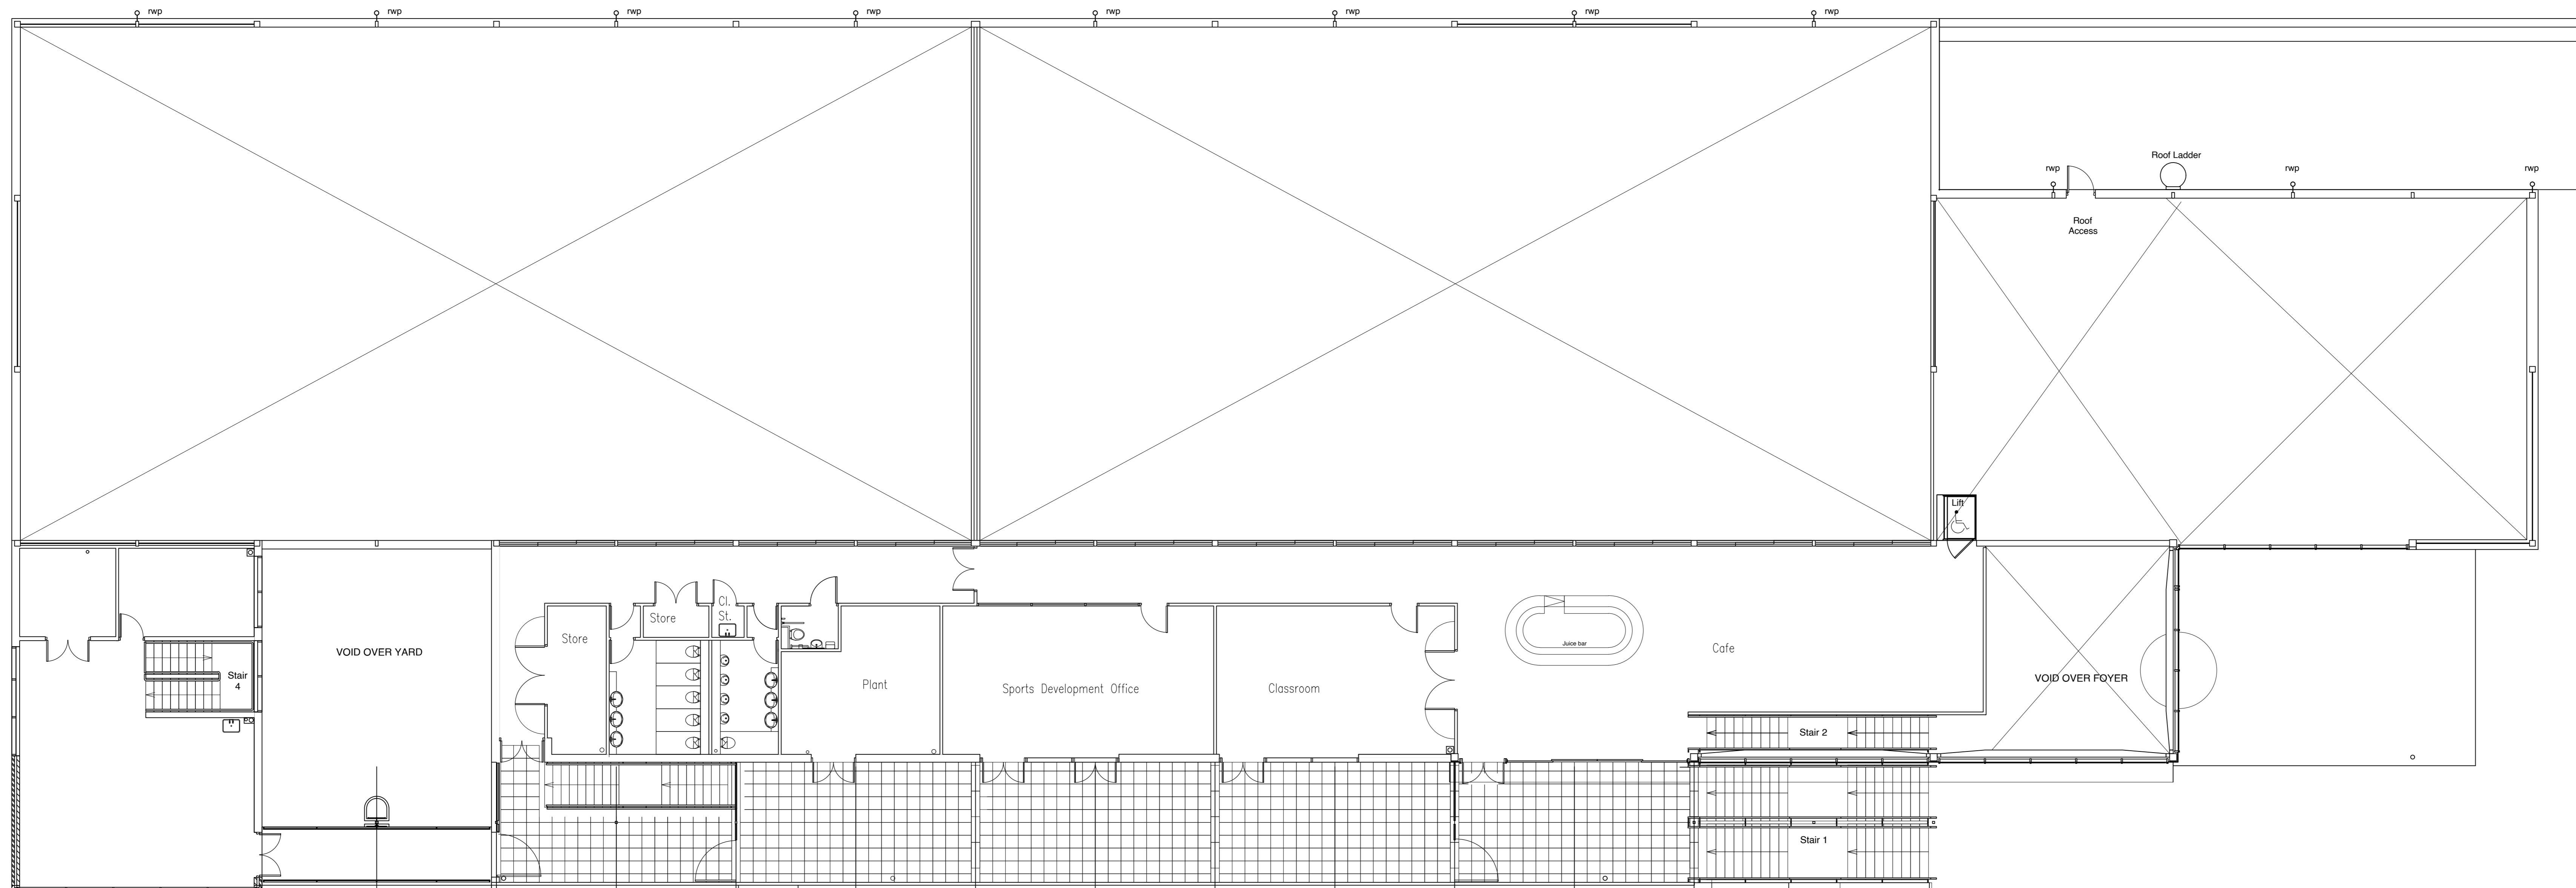 rwp
rwp
rwp
rwp
rwp
rwp
rwp
rwp
Roof Ladder
rwp
rwp
rwp
Roof
Access
Lift
Cl.
St.
Store
Store
VOID OVER YARD
Stair
4
Plant
Sports Development Office
Classroom
Juice bar
Cafe
VOID OVER FOYER
Stair 2
Stair 1